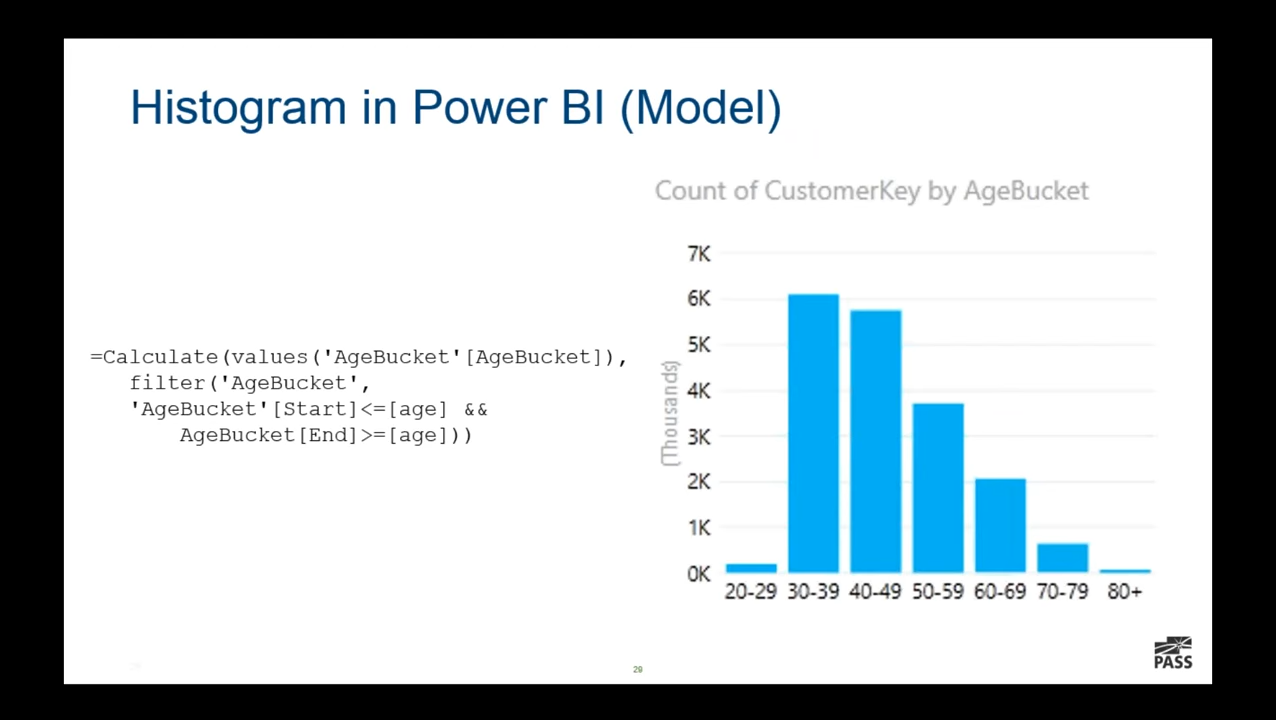 Histogram in Power BI (Model)
=Calculate(values('AgeBucket'[AgeBucket]),
filter('AgeBucket',
'AgeBucket'[Start]<=[age] &&
AgeBucket[End]>=[age]))
Count of CustomerKey by AgeBucket
7K
6K
5K
4K
3K
2K
1K
0K
(Thousands)
20-29 30-39 40-49 50-59 60-69 70-79 80+
29
PASS